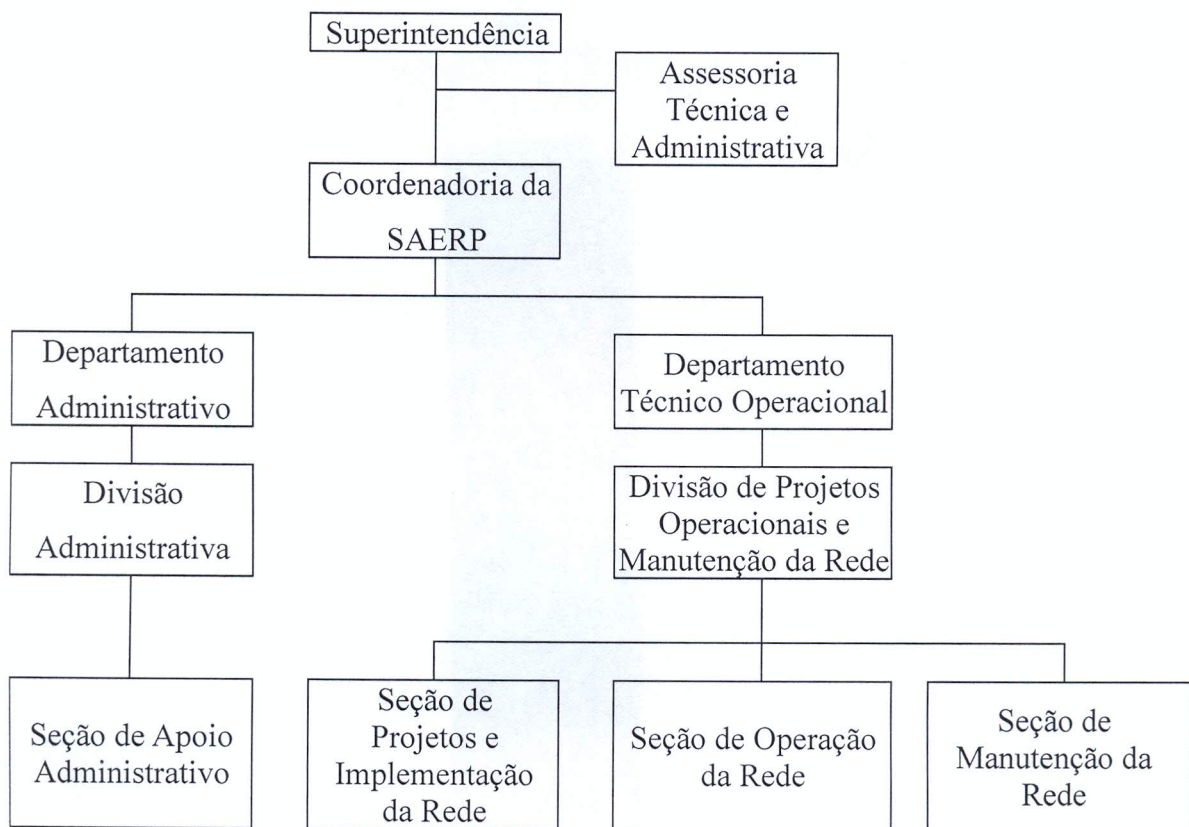 Superintendência
Assessoria
Técnica e
Administrativa
Coordenadoria da
SAERP
Departamento
Administrativo
Departamento
Técnico Operacional
Divisão
Administrativa
Divisão de Projetos
Operacionais e
Manutenção da Rede
Seção de Apoio
Administrativo
Seção de
Projetos e
Implementação
da Rede
Seção de Operação
da Rede
Seção de
Manutenção da
Rede